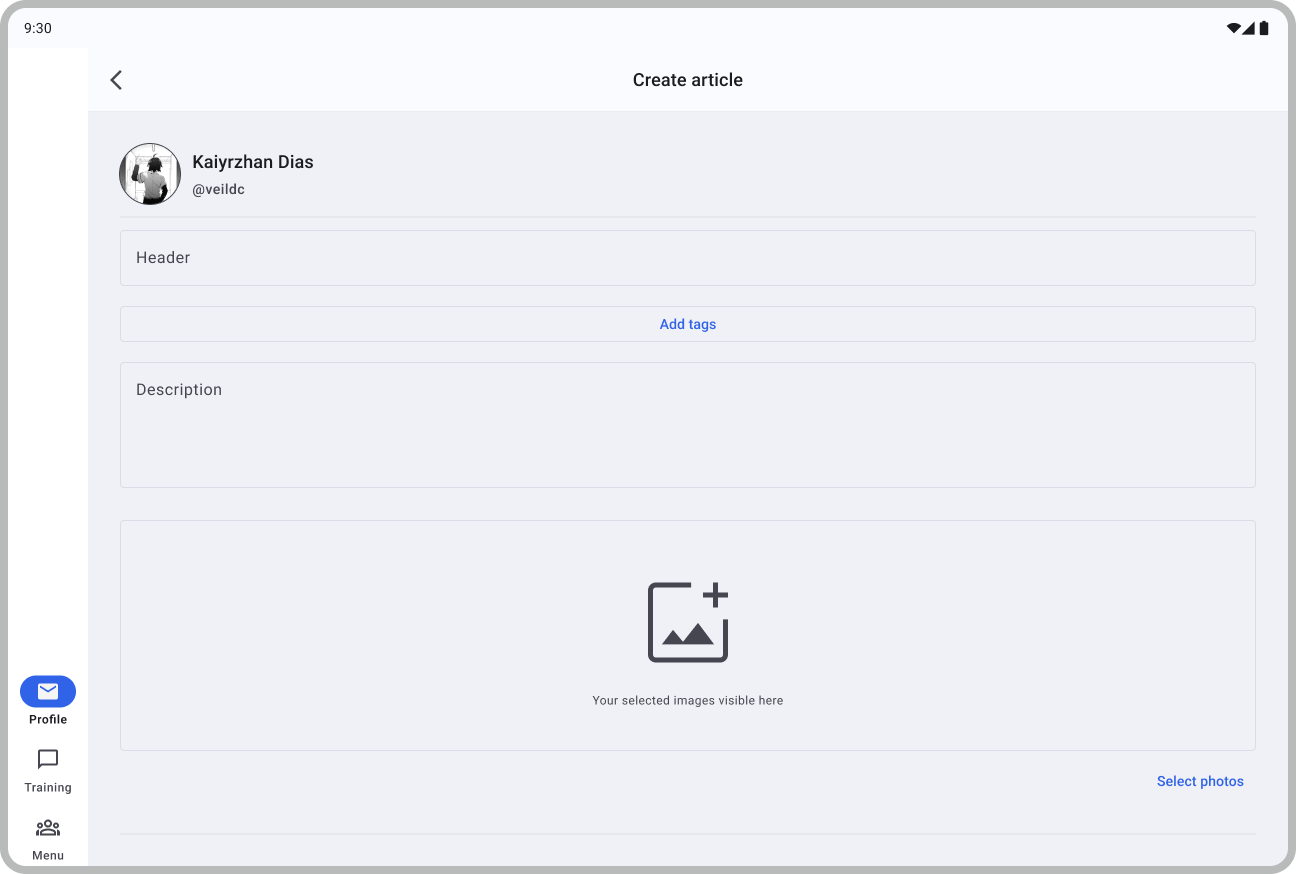 9:30
Create article
Kaiyrzhan Dias
@veildc
Header
Add tags
Description
Your selected images visible here
Select photos
Profile
Training
Menu